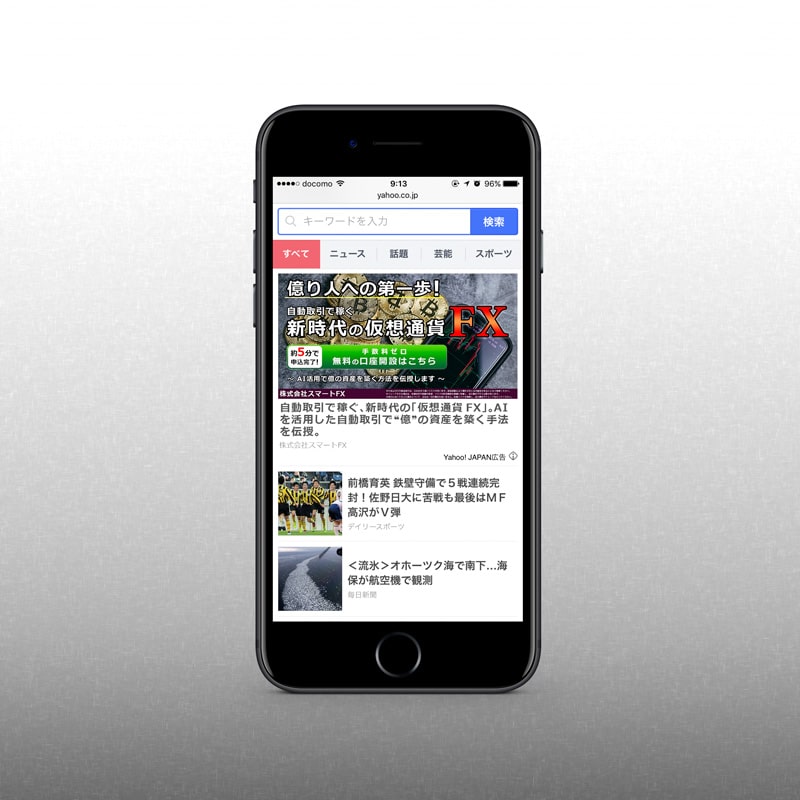 docomo 9:13 96%
yahoo.co.jp
キーワードを入力 検索
すべて ニュース 話題 芸能 スポーツ
億り人への第一歩!
自動取引で稼ぐ
新時代の仮想通貨FX
約5分で申込完了! 手数料ゼロ
無料の口座開設はこちら
~ AI活用で億の資産を築く方法を伝授します ~
株式会社スマートFX
自動取引で稼ぐ、新時代の「仮想通貨 FX」。AI
を活用した自動取引で“億”の資産を築く手法
を伝授。
株式会社スマートFX
Yahoo! JAPAN広告
前橋育英 鉄壁守備で5戦連続完
封!佐野日大に苦戦も最後はMF
高沢がV弾
デイリースポーツ
<流氷>オホーツク海で南下…海
保が航空機で観測
毎日新聞